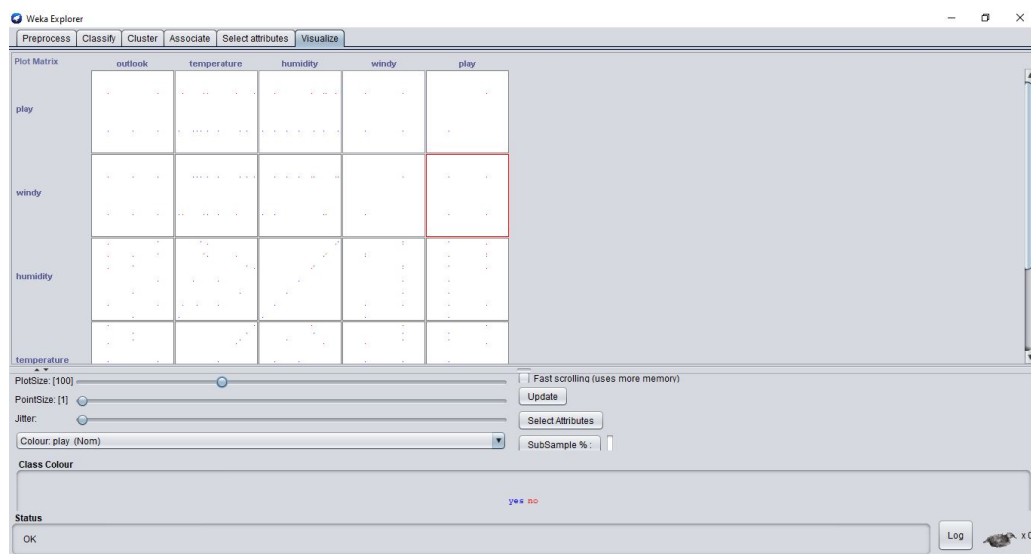 Weka Explorer
Preprocess Classify Cluster Associate Select attributes Visualize
Plot Matrix outlook temperature humidity windy play
play
windy
humidity
temperature
PlotSize: [100]
Fast scrolling (uses more memory)
PointSize: [1]
Update
Jitter:
Select Attributes
Colour: play (Nom)
SubSample % :
Class Colour
yes no
Status
OK
Log
x 0